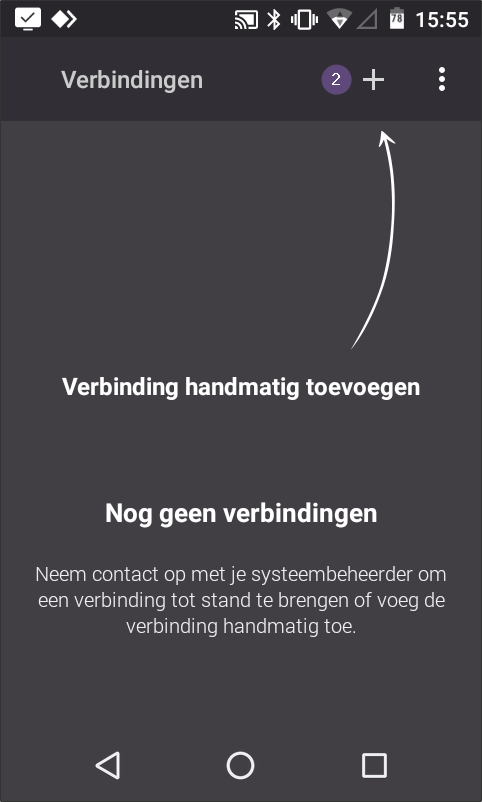 78 15:55
Verbindingen 2
Verbinding handmatig toevoegen
Nog geen verbindingen
Neem contact op met je systeembeheerder om
een verbinding tot stand te brengen of voeg de
verbinding handmatig toe.